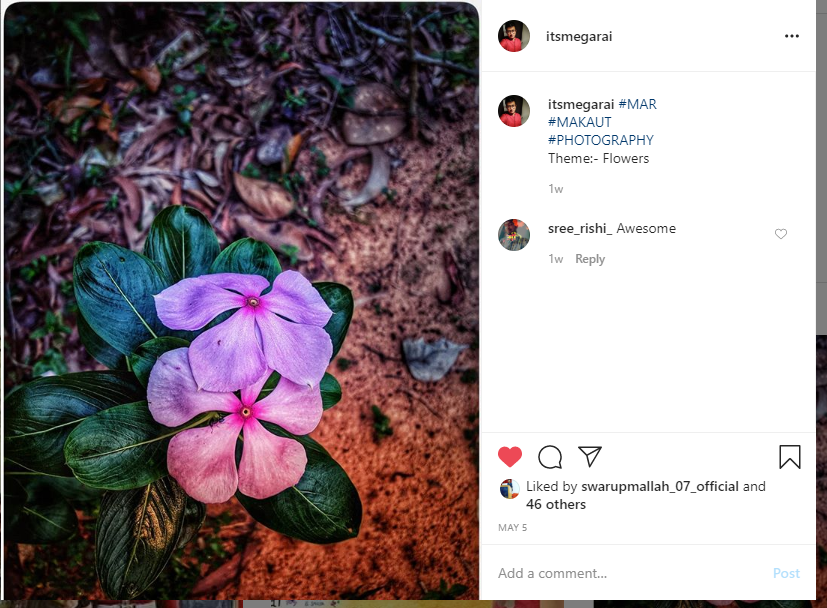 itsmegarai
itsmegarai #MAR
#MAKAUT
#PHOTOGRAPHY
Theme:- Flowers
1w
sree_rishi_ Awesome
1w Reply
Liked by swarupmallah_07_official and
46 others
MAY 5
Add a comment... Post